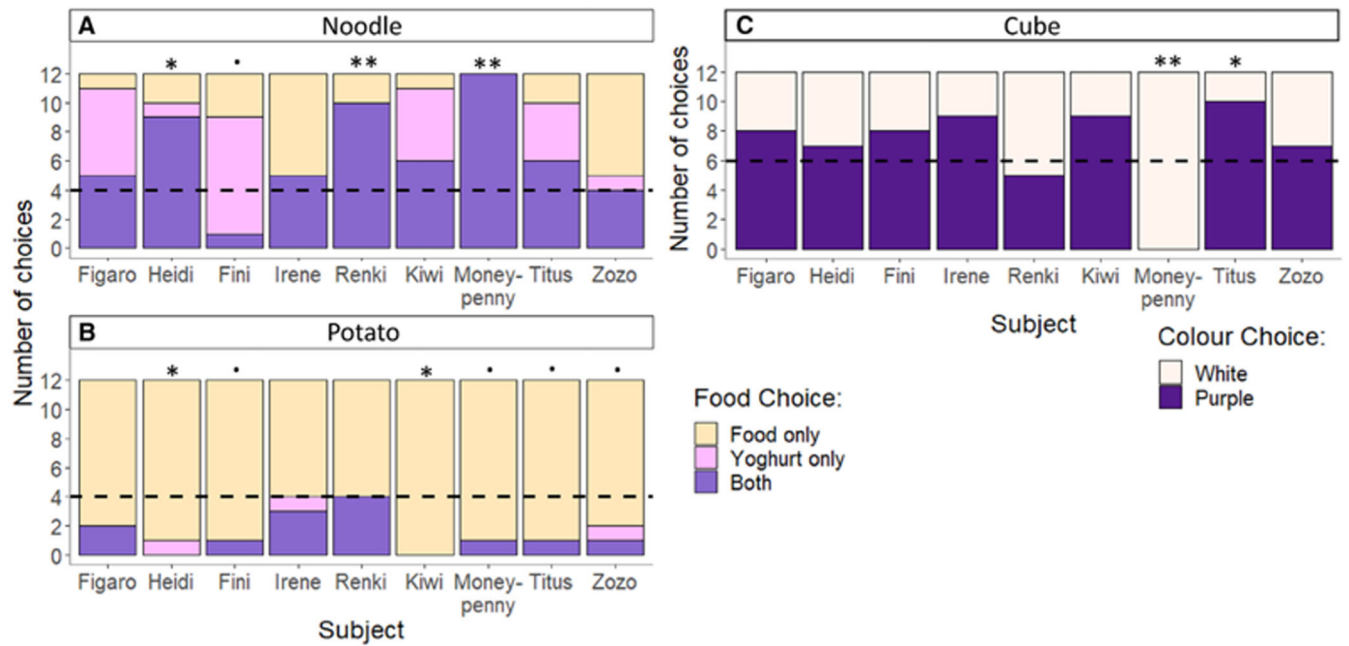 A Noodle
* · ** **
Number of choices
12
10
8
6
4
2
0
Figaro Heidi Fini Irene Renki Kiwi Money-penny Titus Zozo
B Potato
* · * · · ·
12
10
8
6
4
2
0
Figaro Heidi Fini Irene Renki Kiwi Money-penny Titus Zozo
Subject
C Cube
** *
Number of choices
12
10
8
6
4
2
0
Figaro Heidi Fini Irene Renki Kiwi Money-penny Titus Zozo
Subject
Colour Choice:
White
Purple
Food Choice:
Food only
Yoghurt only
Both